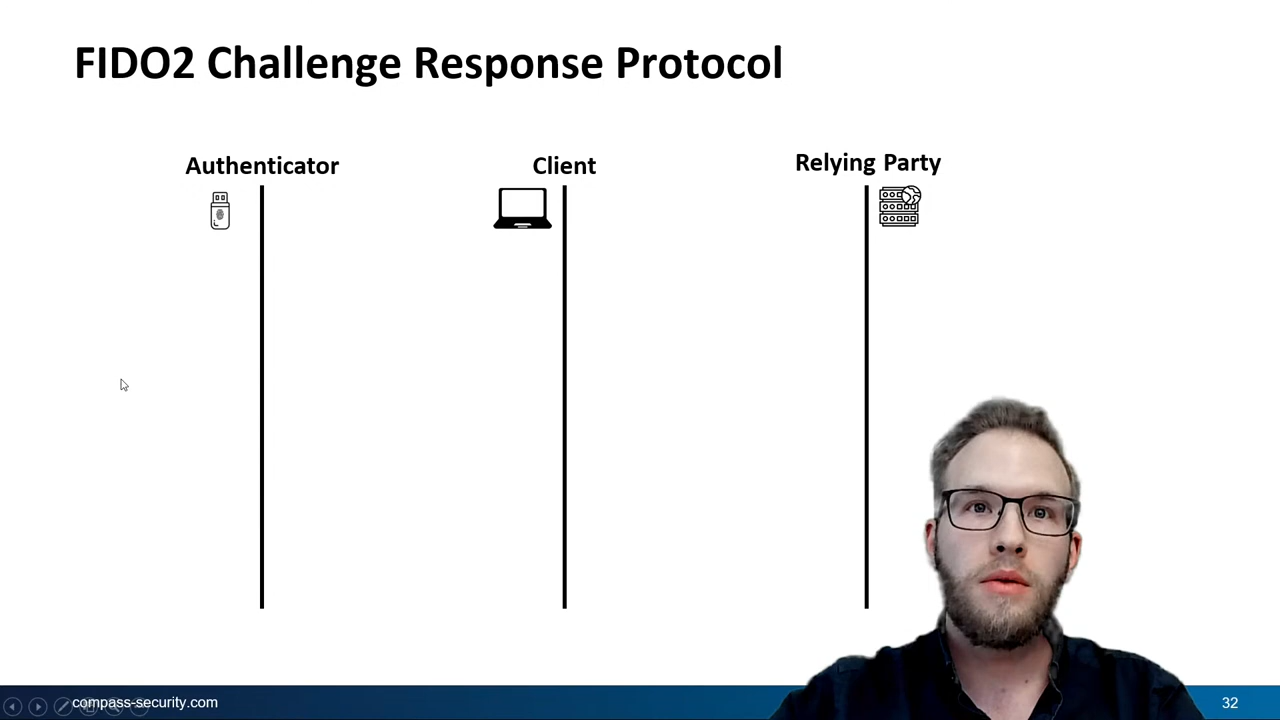 FIDO2 Challenge Response Protocol
Authenticator
Client
Relying Party
compass-security.com
32